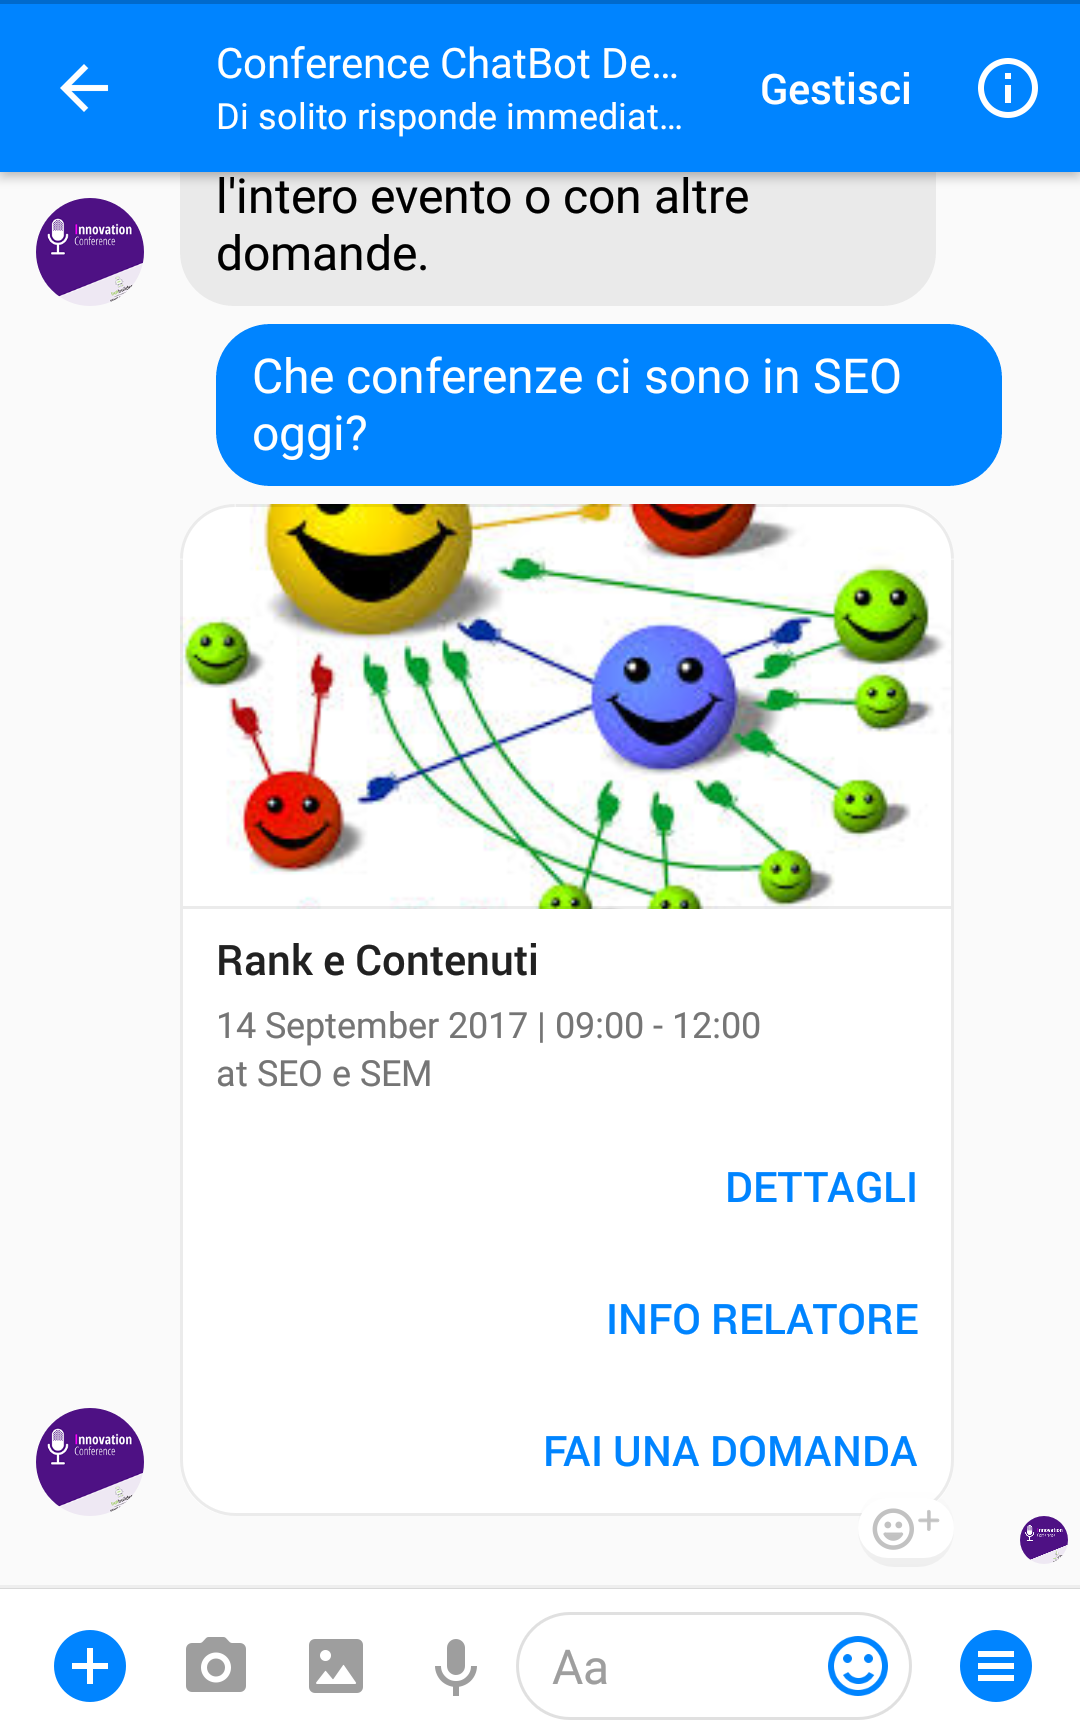 Conference ChatBot De...
Di solito risponde immediat...
Gestisci
l'intero evento o con altre
domande.
Innovation
Conference
Che conferenze ci sono in SEO
oggi?
Rank e Contenuti
14 September 2017 | 09:00 - 12:00
at SEO e SEM
DETTAGLI
INFO RELATORE
FAI UNA DOMANDA
Innovation
Conference
Aa